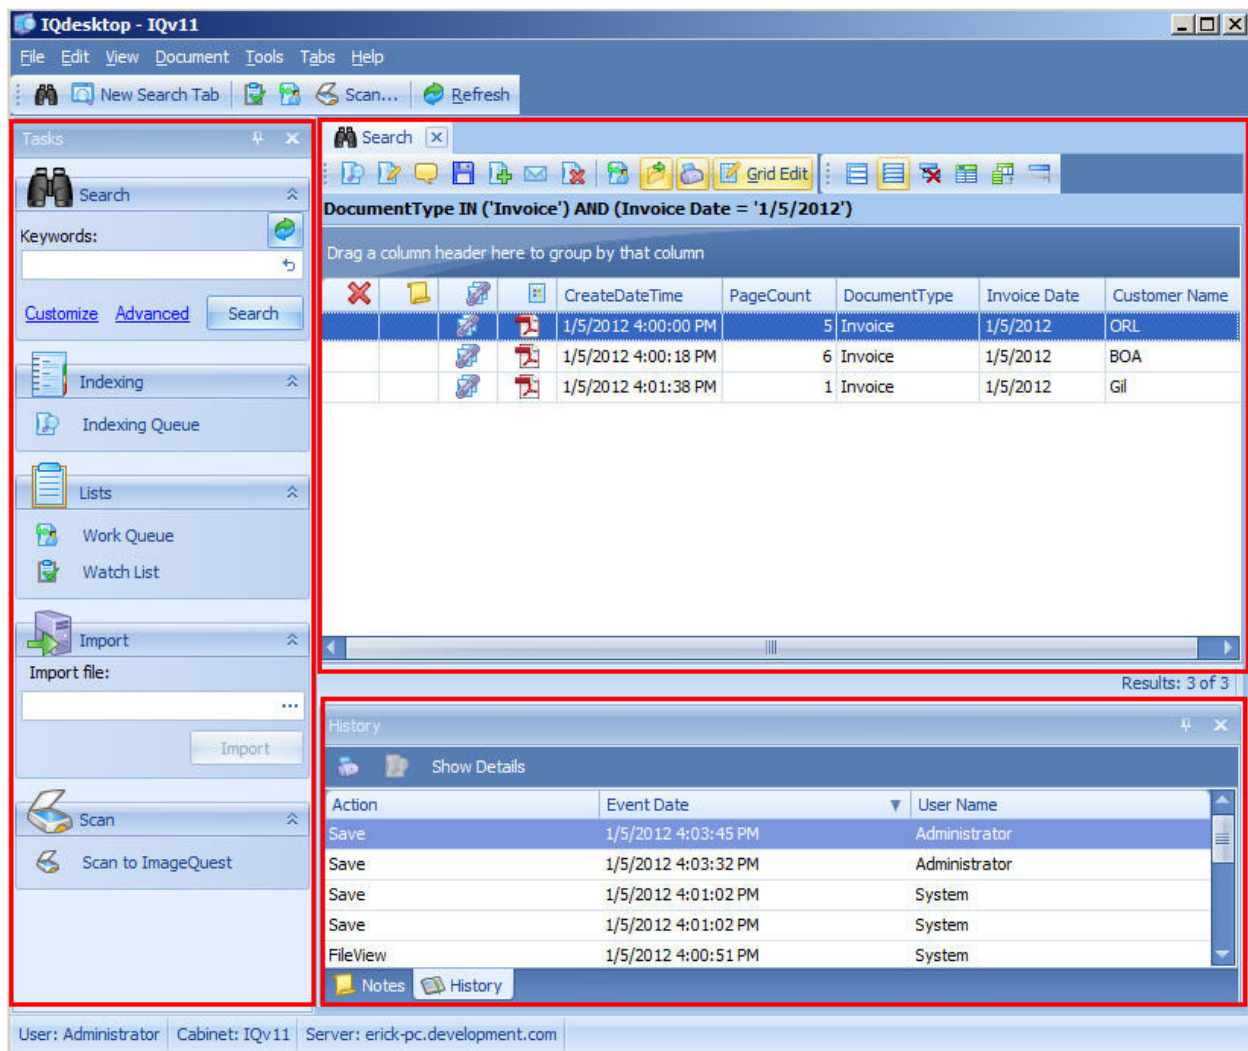 IQdesktop - IQv11
File Edit View Document Tools Tabs Help
New Search Tab Scan... Refresh
Tasks
Search
Keywords:
Customize Advanced Search
Indexing
Indexing Queue
Lists
Work Queue
Watch List
Import
Import file:
...
Import
Scan
Scan to ImageQuest
Search
Grid Edit
DocumentType IN ('Invoice') AND (Invoice Date = '1/5/2012')
Drag a column header here to group by that column
CreateDateTime PageCount DocumentType Invoice Date Customer Name
1/5/2012 4:00:00 PM 5 Invoice 1/5/2012 ORL
1/5/2012 4:00:18 PM 6 Invoice 1/5/2012 BOA
1/5/2012 4:01:38 PM 1 Invoice 1/5/2012 Gil
Results: 3 of 3
History
Show Details
Action Event Date User Name
Save 1/5/2012 4:03:45 PM Administrator
Save 1/5/2012 4:03:32 PM Administrator
Save 1/5/2012 4:01:02 PM System
Save 1/5/2012 4:01:02 PM System
FileView 1/5/2012 4:00:51 PM System
Notes History
User: Administrator Cabinet: IQv11 Server: erick-pc.development.com